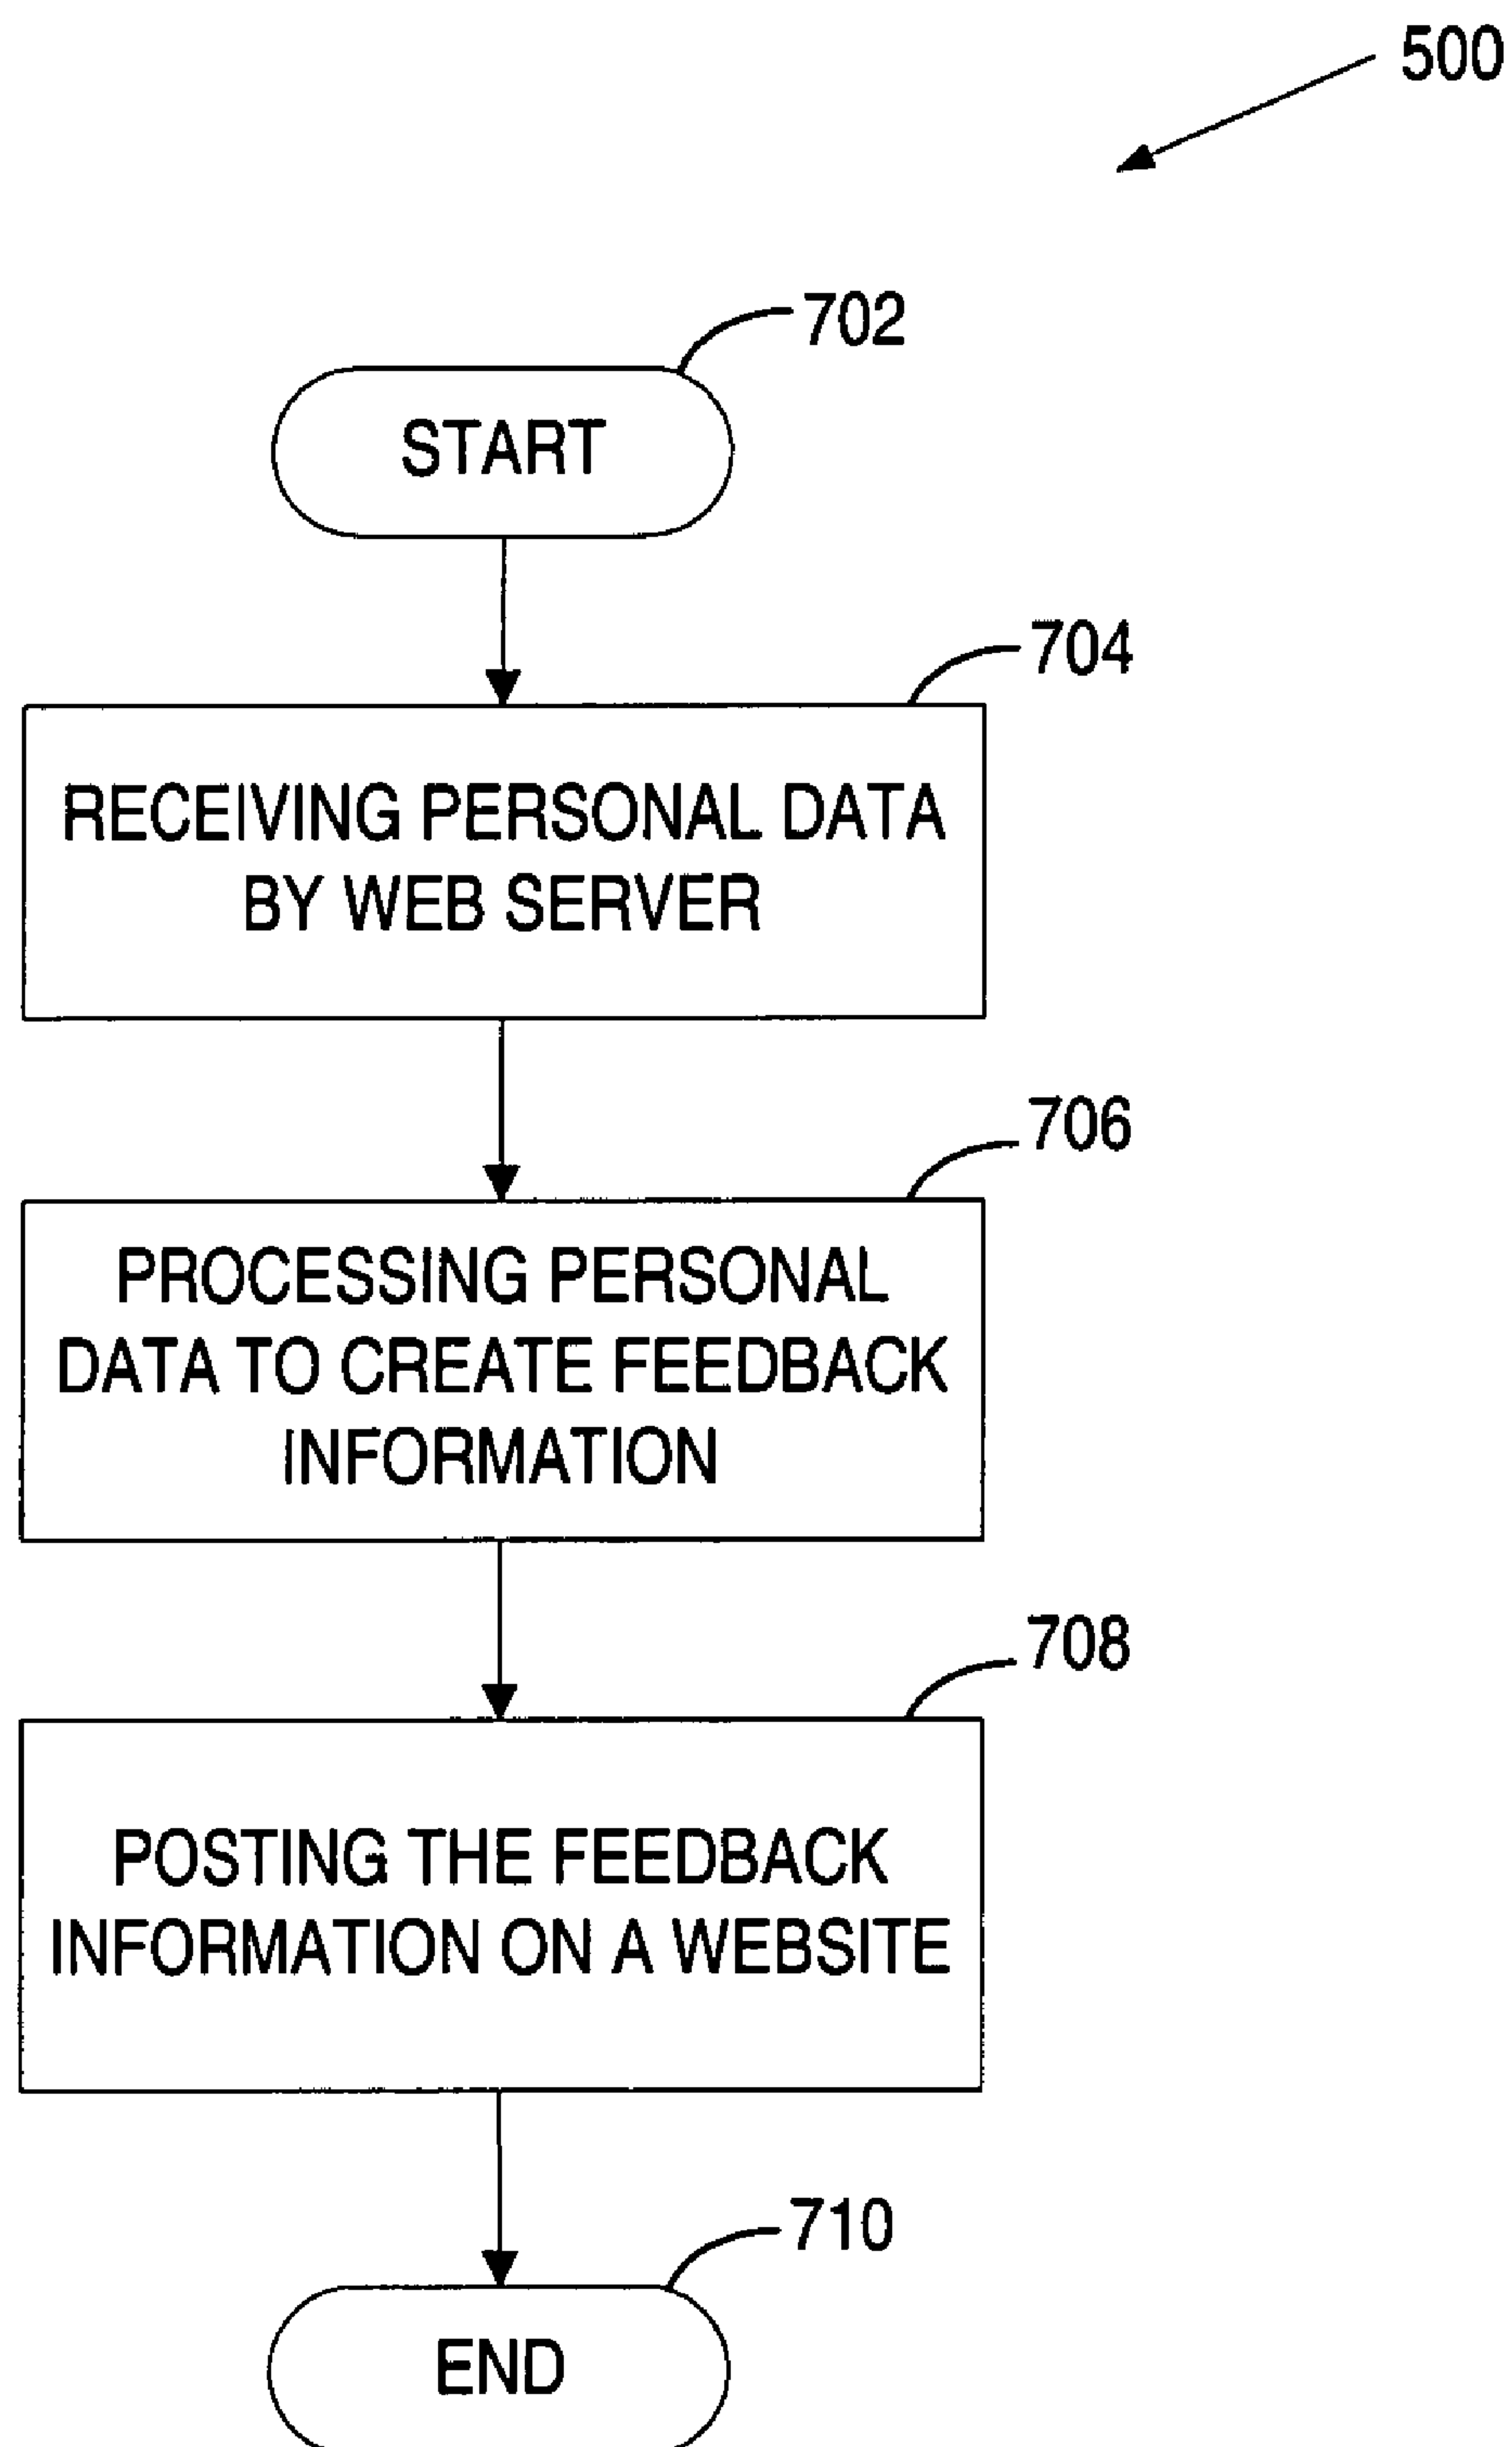 500
702
START
704
RECEIVING PERSONAL DATA
BY WEB SERVER
706
PROCESSING PERSONAL
DATA TO CREATE FEEDBACK
INFORMATION
708
POSTING THE FEEDBACK
INFORMATION ON A WEBSITE
710
END